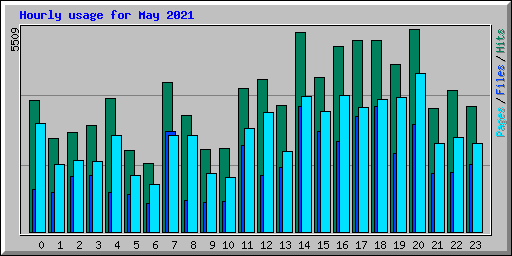 Hourly usage for May 2021
5509
Pages/Files/Hits
0 1 2 3 4 5 6 7 8 9 10 11 12 13 14 15 16 17 18 19 20 21 22 23